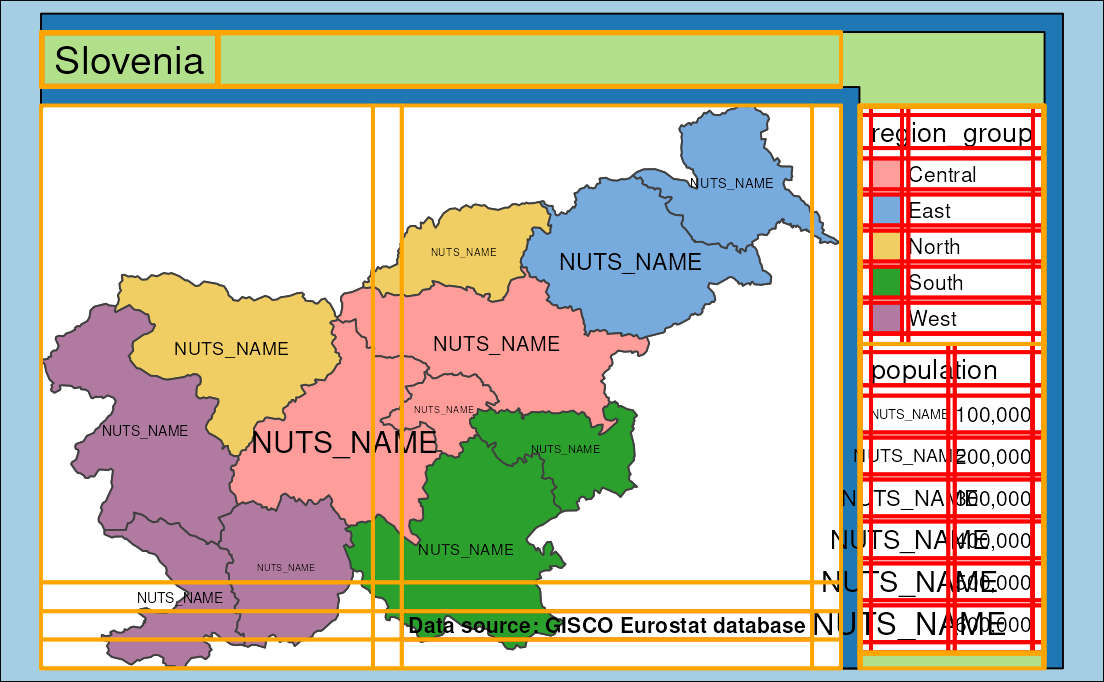 Slovenia
NUTS_NAME
NUTS_NAME
NUTS_NAME
NUTS_NAME
NUTS_NAME
NUTS_NAME
NUTS_NAME
NUTS_NAME
NUTS_NAME
NUTS_NAME
NUTS_NAME
NUTS_NAME
Data source: GISCO Eurostat database
region_group
Central
East
North
South
West
population
NUTS_NAME 100,000
NUTS_NAME 200,000
NUTS_NAME 300,000
NUTS_NAME 400,000
NUTS_NAME 500,000
NUTS_NAME 600,000